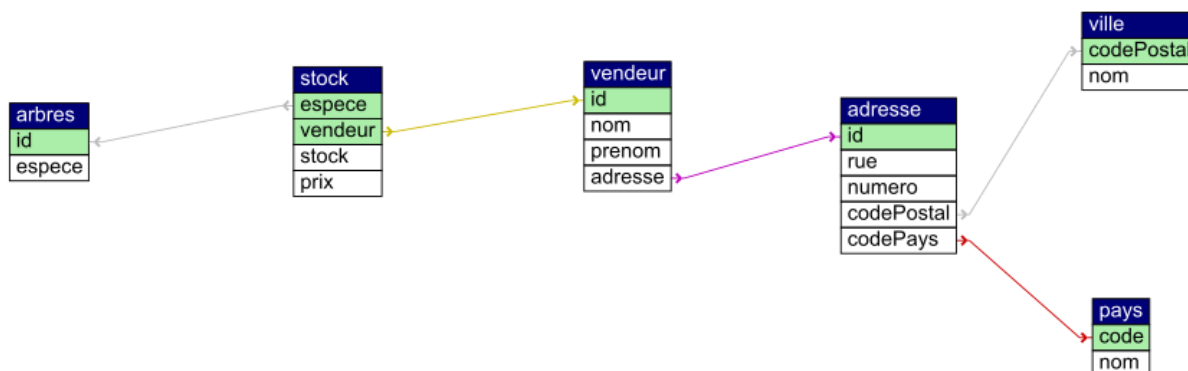 arbres
id
espece
stock
espece
vendeur
stock
prix
vendeur
id
nom
prenom
adresse
adresse
id
rue
numero
codePostal
codePays
ville
codePostal
nom
pays
code
nom